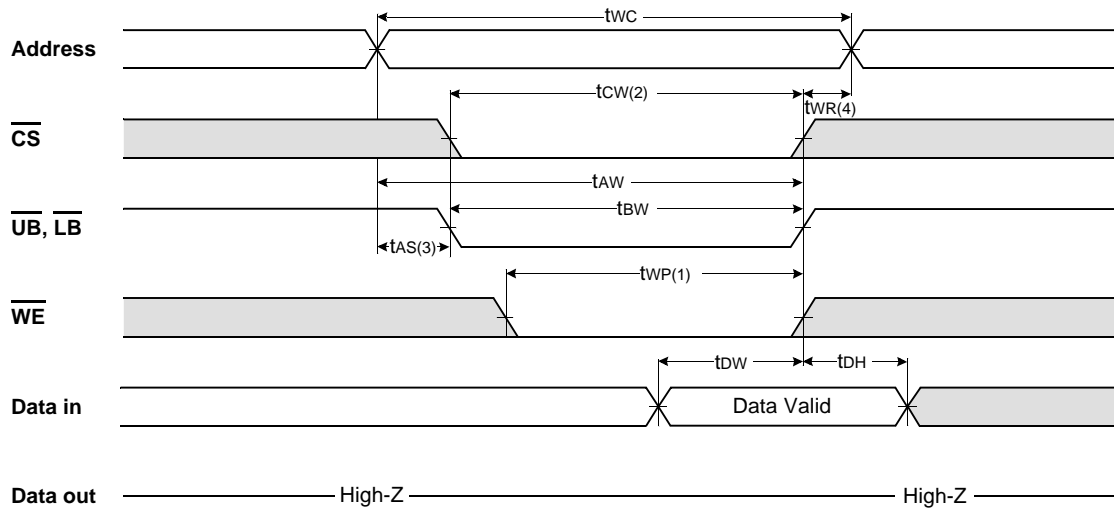 tWC
Address
tCW(2)
tWR(4)
CS
tAW
tBW
UB, LB
tAS(3)
tWP(1)
WE
tDW
tDH
Data in
Data Valid
Data out
High-Z
High-Z